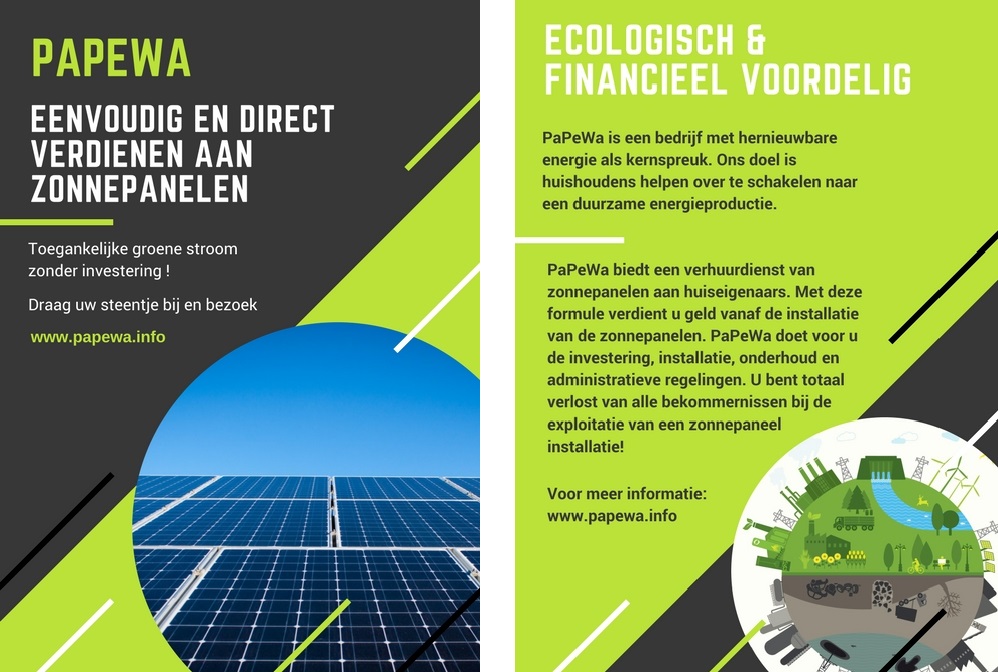 PAPEWA
EENVOUDIG EN DIRECT
VERDIENEN AAN
ZONNEPANELEN
Toegankelijke groene stroom
zonder investering !
Draag uw steentje bij en bezoek
www.papewa.info
ECOLOGISCH &
FINANCIEEL VOORDELIG
PaPeWa is een bedrijf met hernieuwbare
energie als kernspreuk. Ons doel is
huishoudens helpen over te schakelen naar
een duurzame energieproductie.
PaPeWa biedt een verhuurdienst van
zonnepanelen aan huiseigenaars. Met deze
formule verdient u geld vanaf de installatie
van de zonnepanelen. PaPeWa doet voor u
de investering, installatie, onderhoud en
administratieve regelingen. U bent totaal
verlost van alle bekommernissen bij de
exploitatie van een zonnepaneel
installatie!
Voor meer informatie:
www.papewa.info